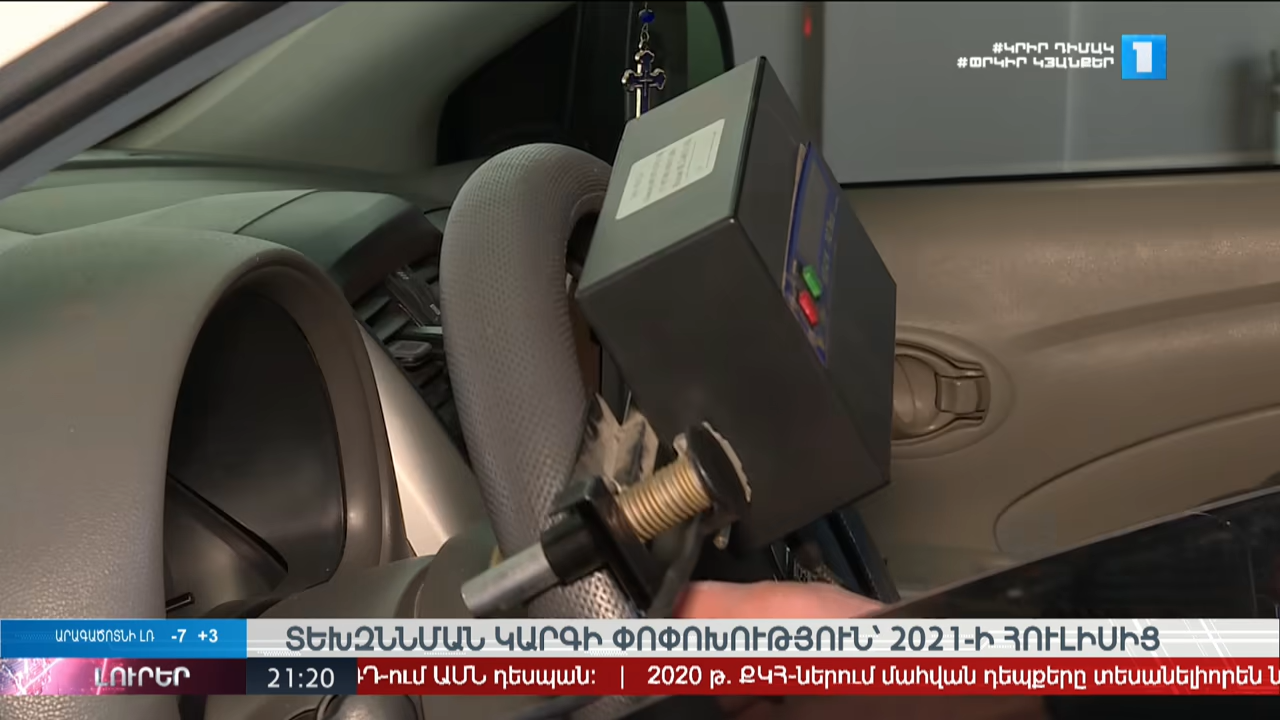 #ԿՐԻՐ ԴԻՄԱԿ
#ՓՐԿԻՐ ԿՅԱՆՔԵՐ
1
ԱՐԱԳԱԾՈՏՆԻ ԼՌ -7 +3
ՏԵԽԶՆՆՄԱՆ ԿԱՐԳԻ ՓՈՓՈԽՈՒԹՅՈՒՆ՝ 2021-Ի ՀՈՒԼԻՍԻՑ
ԼՈՒՐԵՐ
21:20
Դ-ում ԱՄՆ դեսպան: | 2020 թ. ՔԿՀ-ներում մահվան դեպքերը տեսանելիորեն